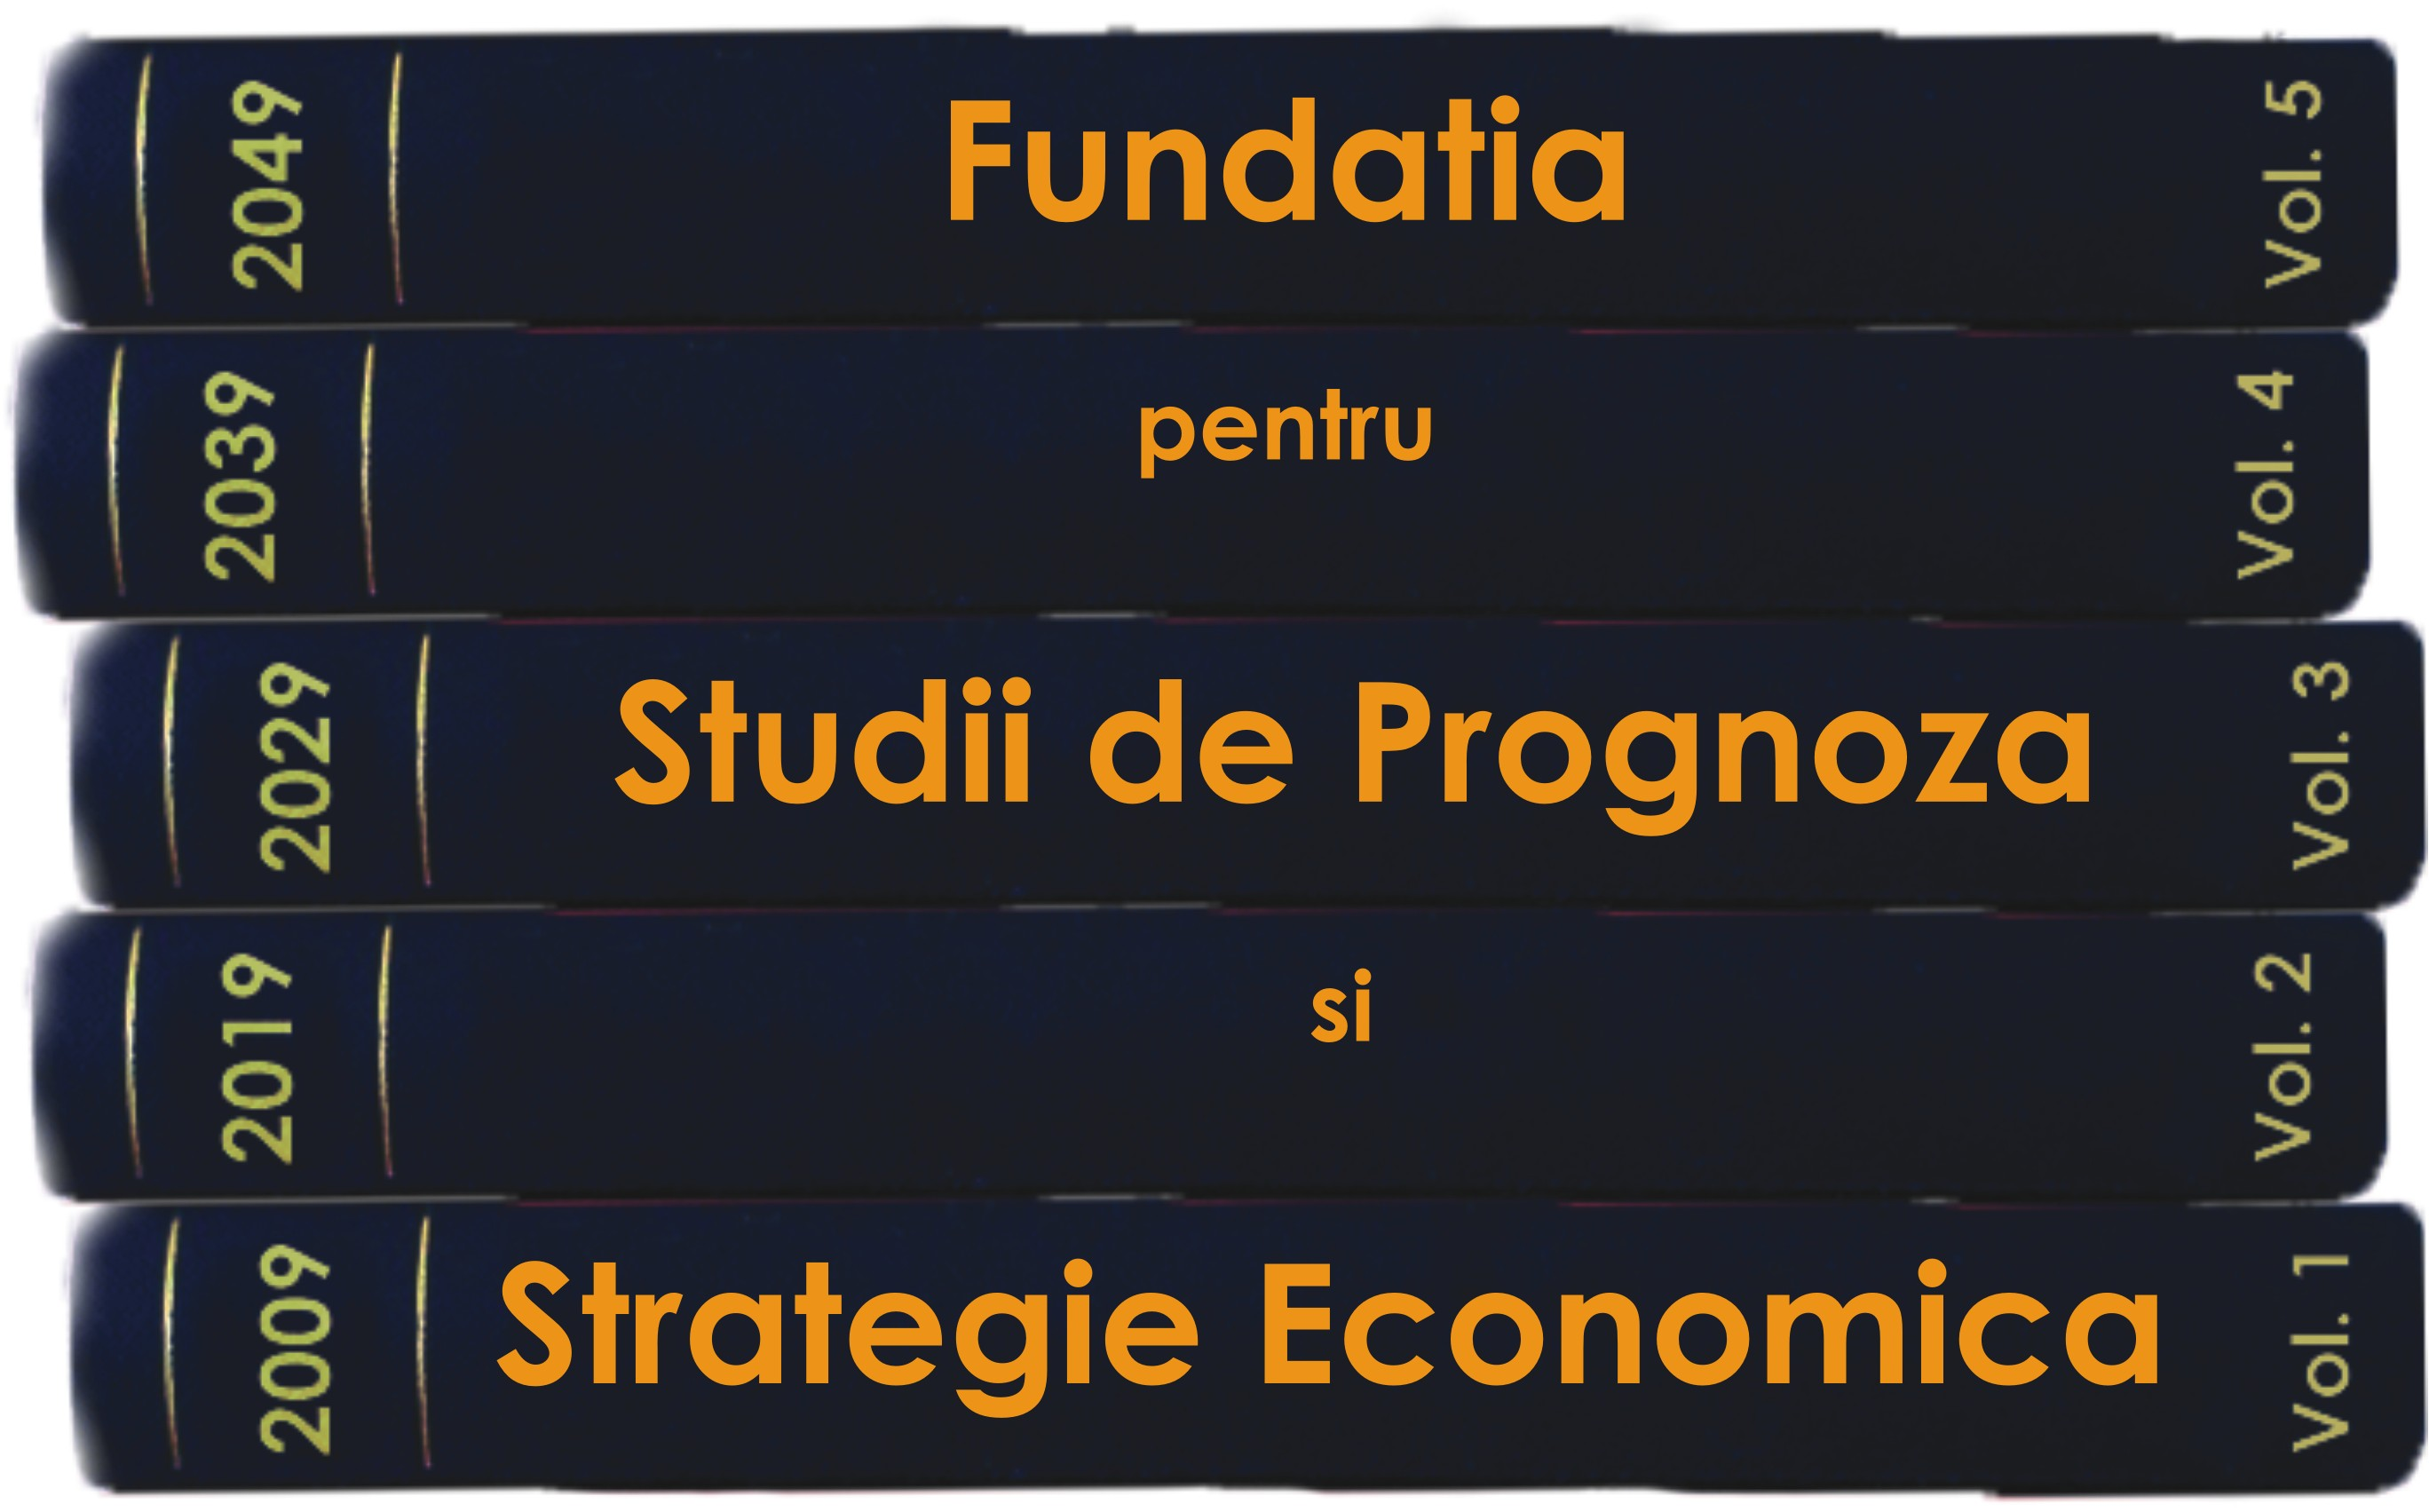 2049 Fundatia Vol. 5
2039 pentru Vol. 4
2029 Studii de Prognoza Vol. 3
2019 si Vol. 2
2009 Strategie Economica Vol. 1